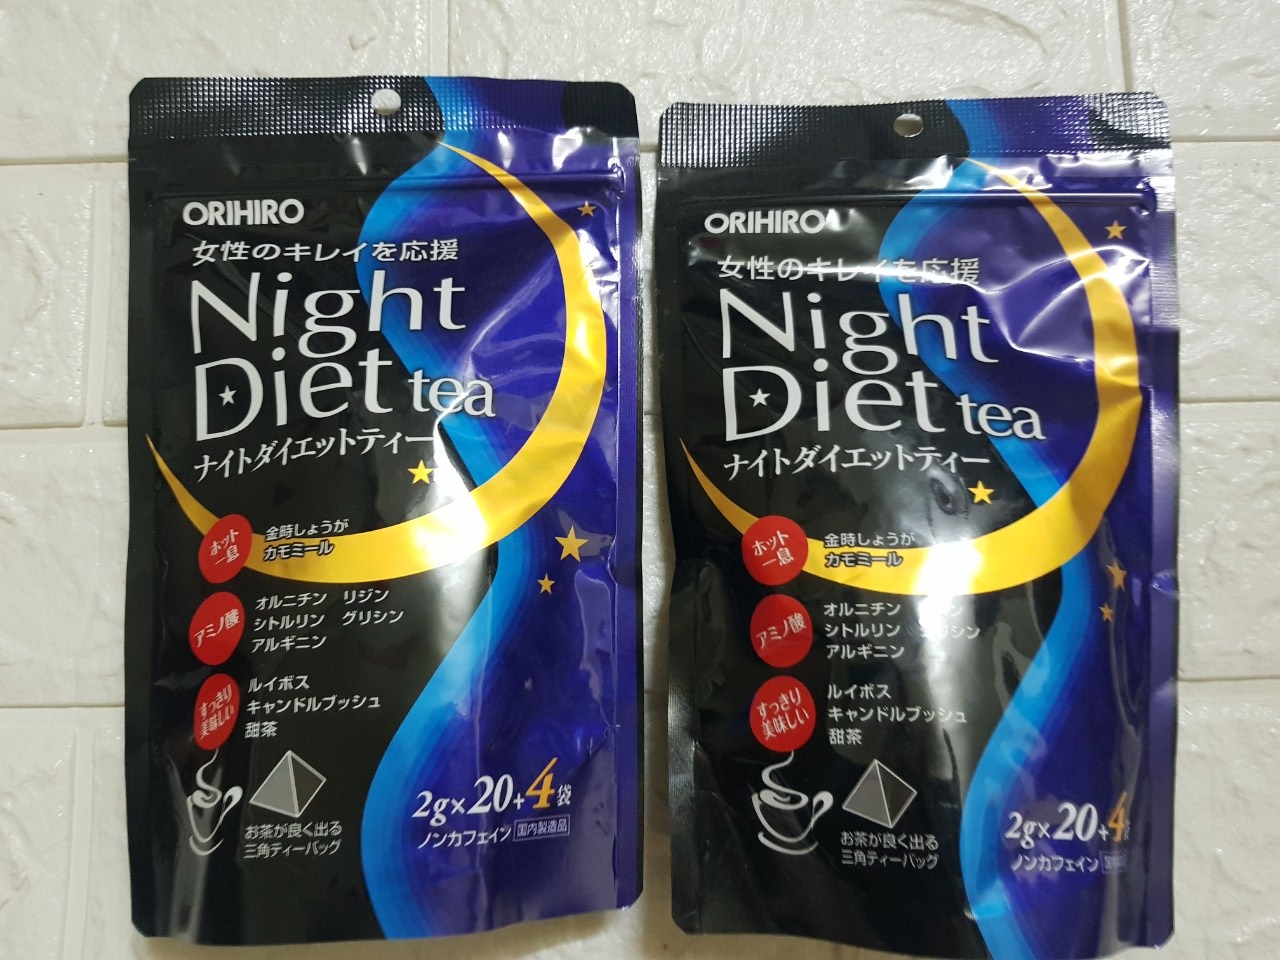 ORIHIRO
女性のキレイを応援
Night
Diet tea
ナイトダイエットティー
ホット一息
金時しょうが
カモミール
アミノ酸
オルニチン リジン
シトルリン グリシン
アルギニン
すっきり美味しい
ルイボス
キャンドルブッシュ
甜茶
お茶が良く出る
三角ティーバッグ
2g×20+4袋
ノンカフェイン 国内製造品
ORIHIRO
女性のキレイを応援
Night
Diet tea
ナイトダイエットティー
ホット一息
金時しょうが
カモミール
アミノ酸
オルニチン
シトルリン グリシン
アルギニン
すっきり美味しい
ルイボス
キャンドルブッシュ
甜茶
お茶が良く出る
三角ティーバッグ
2g×20+4袋
ノンカフェイン